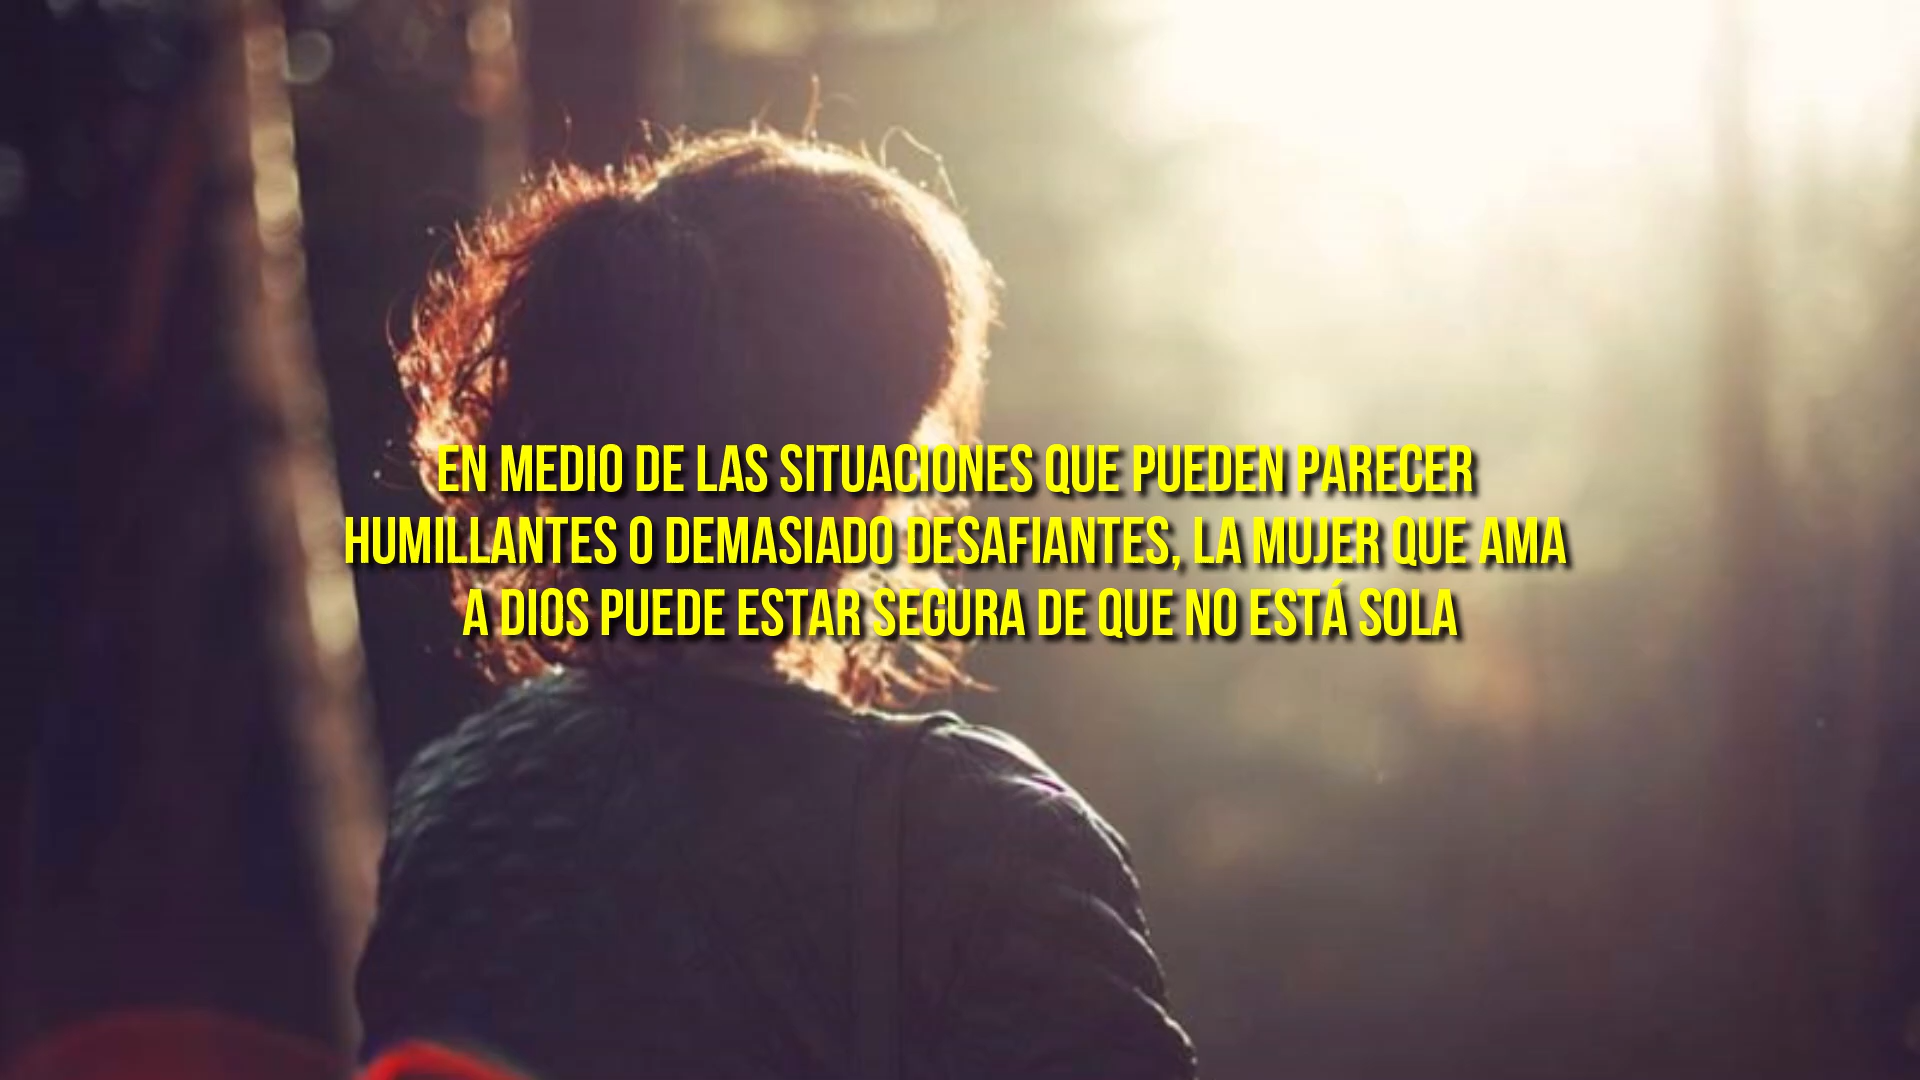 EN MEDIO DE LAS SITUACIONES QUE PUEDEN PARECER
HUMILLANTES O DEMASIADO DESAFIANTES, LA MUJER QUE AMA
A DIOS PUEDE ESTAR SEGURA DE QUE NO ESTÁ SOLA